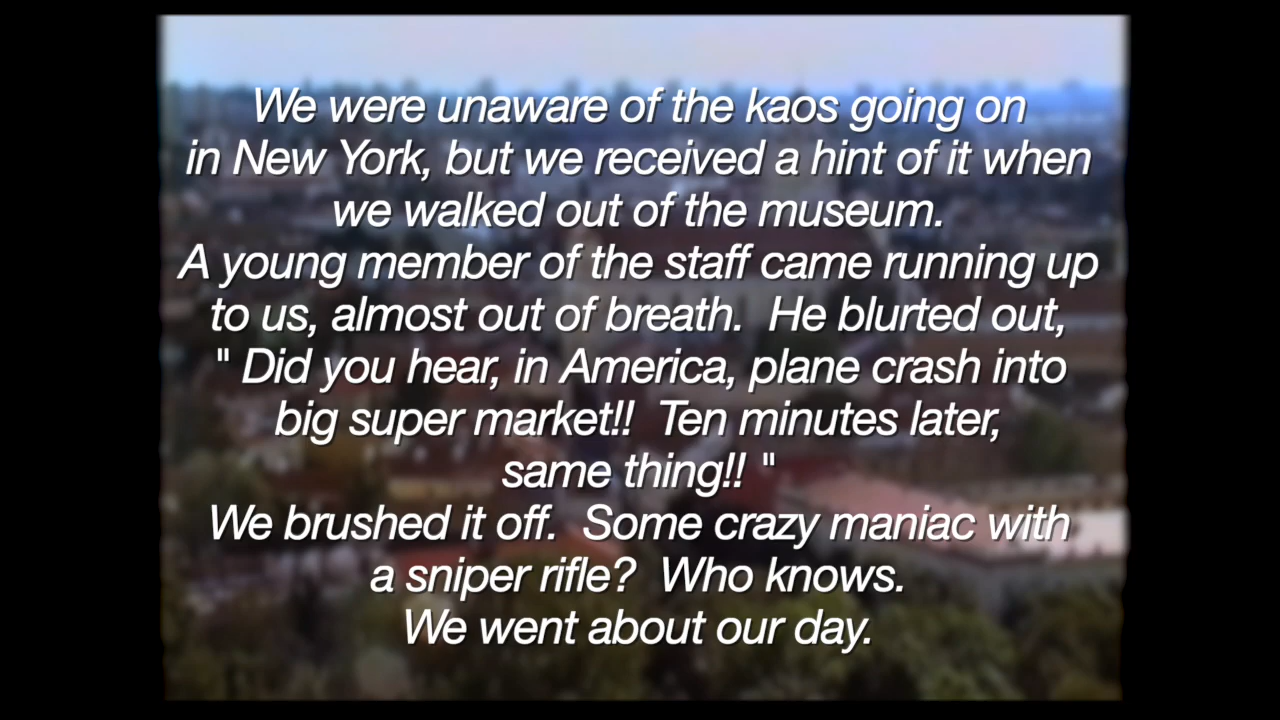 We were unaware of the kaos going on
in New York, but we received a hint of it when
we walked out of the museum.
A young member of the staff came running up
to us, almost out of breath.  He blurted out,
" Did you hear, in America, plane crash into
big super market!!  Ten minutes later,
same thing!! "
We brushed it off.  Some crazy maniac with
a sniper rifle?  Who knows.
We went about our day.